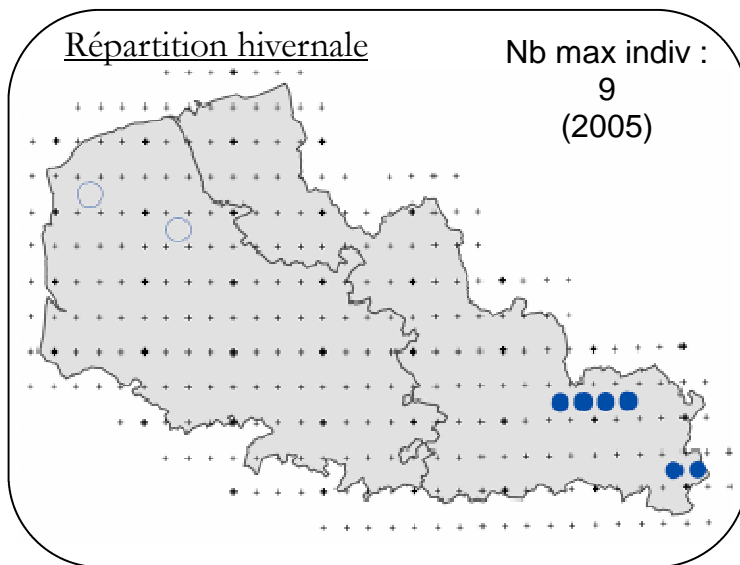 Répartition hivernale
Nb max indiv :
9
(2005)